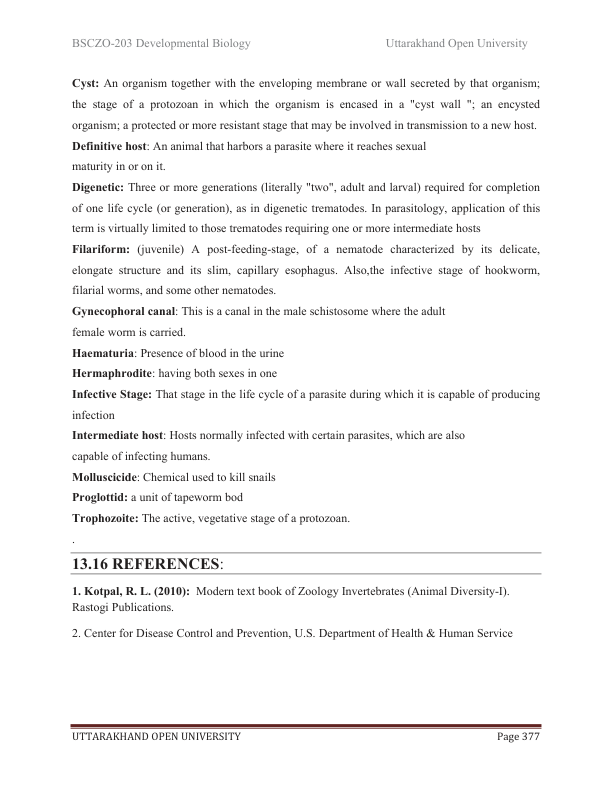 BSCZO-203 Developmental Biology Uttarakhand Open University
Cyst: An organism together with the enveloping membrane or wall secreted by that organism;
the stage of a protozoan in which the organism is encased in a "cyst wall "; an encysted
organism; a protected or more resistant stage that may be involved in transmission to a new host.
Definitive host: An animal that harbors a parasite where it reaches sexual
maturity in or on it.
Digenetic: Three or more generations (literally "two", adult and larval) required for completion
of one life cycle (or generation), as in digenetic trematodes. In parasitology, application of this
term is virtually limited to those trematodes requiring one or more intermediate hosts
Filariform: (juvenile) A post-feeding-stage, of a nematode characterized by its delicate,
elongate structure and its slim, capillary esophagus. Also,the infective stage of hookworm,
filarial worms, and some other nematodes.
Gynecophoral canal: This is a canal in the male schistosome where the adult
female worm is carried.
Haematuria: Presence of blood in the urine
Hermaphrodite: having both sexes in one
Infective Stage: That stage in the life cycle of a parasite during which it is capable of producing
infection
Intermediate host: Hosts normally infected with certain parasites, which are also
capable of infecting humans.
Molluscicide: Chemical used to kill snails
Proglottid: a unit of tapeworm bod
Trophozoite: The active, vegetative stage of a protozoan.
.
13.16 REFERENCES:
1. Kotpal, R. L. (2010): Modern text book of Zoology Invertebrates (Animal Diversity-I).
Rastogi Publications.
2. Center for Disease Control and Prevention, U.S. Department of Health & Human Service
UTTARAKHAND OPEN UNIVERSITY Page 377